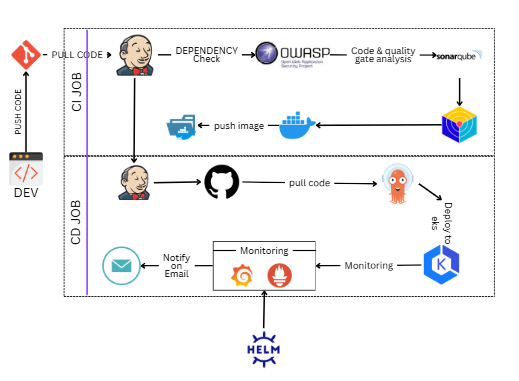 PULL CODE
DEPENDENCY
Check
OWASP
Open Web Application
Security Project
Code & quality
gate analysis
sonarqube
PUSH CODE
CI JOB
push image
DEV
CD JOB
pull code
Deploy to
eks
Notify
on
Email
Monitoring
Monitoring
K
HELM